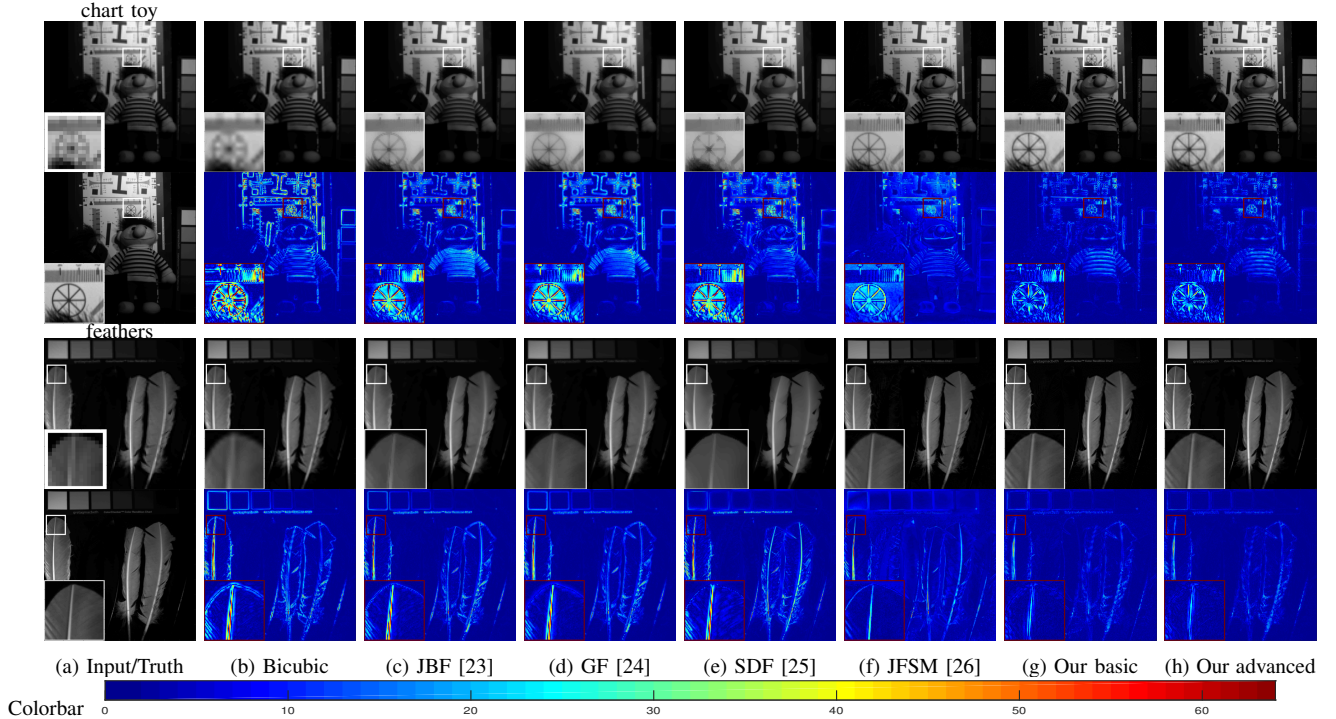 chart toy
feathers
(a) Input/Truth (b) Bicubic (c) JBF [23] (d) GF [24] (e) SDF [25] (f) JFSM [26] (g) Our basic (h) Our advanced
Colorbar
0 10 20 30 40 50 60